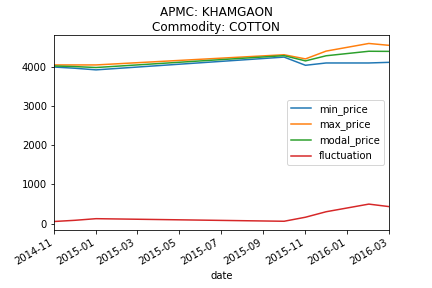 APMC: KHAMGAON
Commodity: COTTON
4000
3000
2000
1000
0
min_price
max_price
modal_price
fluctuation
2014-11
2015-01
2015-03
2015-05
2015-07
2015-09
2015-11
2016-01
2016-03
date